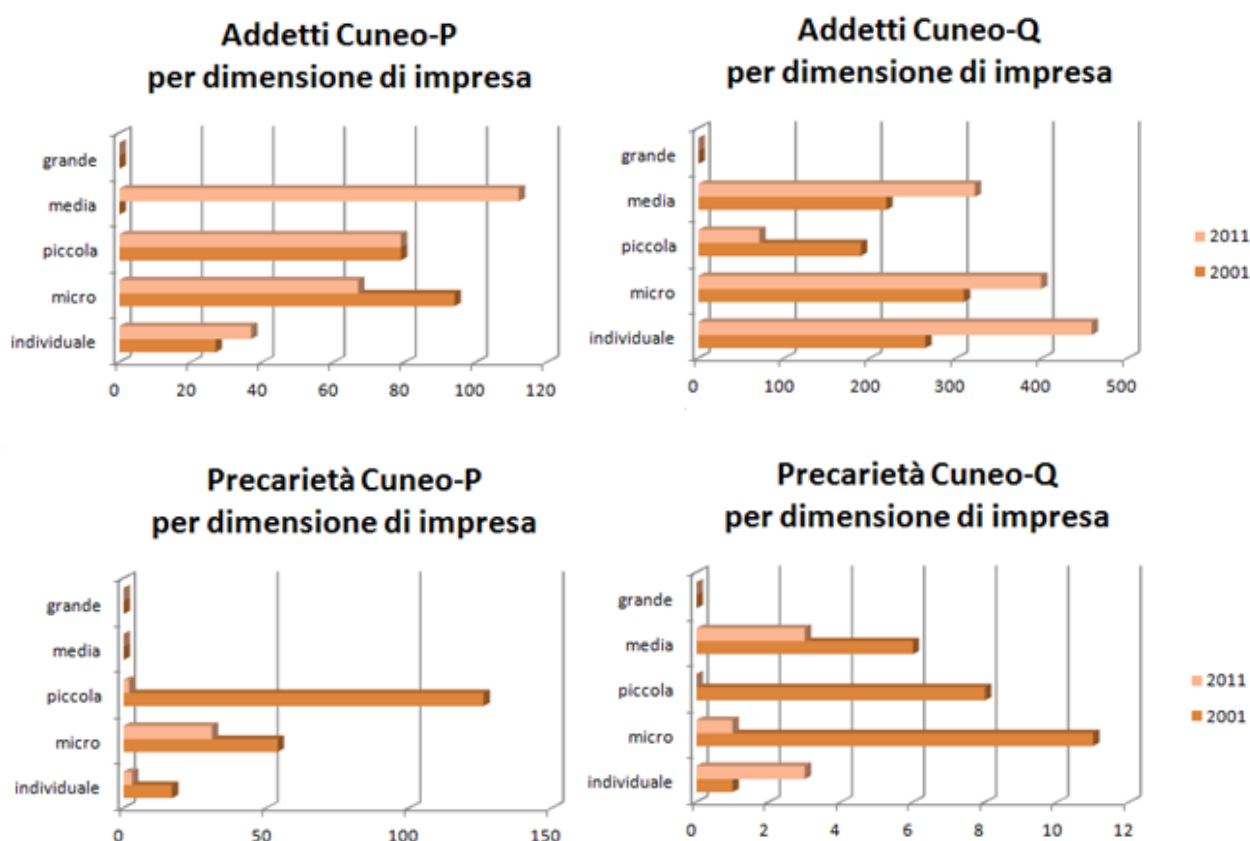 Addetti Cuneo-P
per dimensione di impresa
grande
media
piccola
micro
individuale
0 20 40 60 80 100 120
Addetti Cuneo-Q
per dimensione di impresa
grande
media
piccola
micro
individuale
0 100 200 300 400 500
2011
2001
Precarietà Cuneo-P
per dimensione di impresa
grande
media
piccola
micro
individuale
0 50 100 150
Precarietà Cuneo-Q
per dimensione di impresa
grande
media
piccola
micro
individuale
0 2 4 6 8 10 12
2011
2001